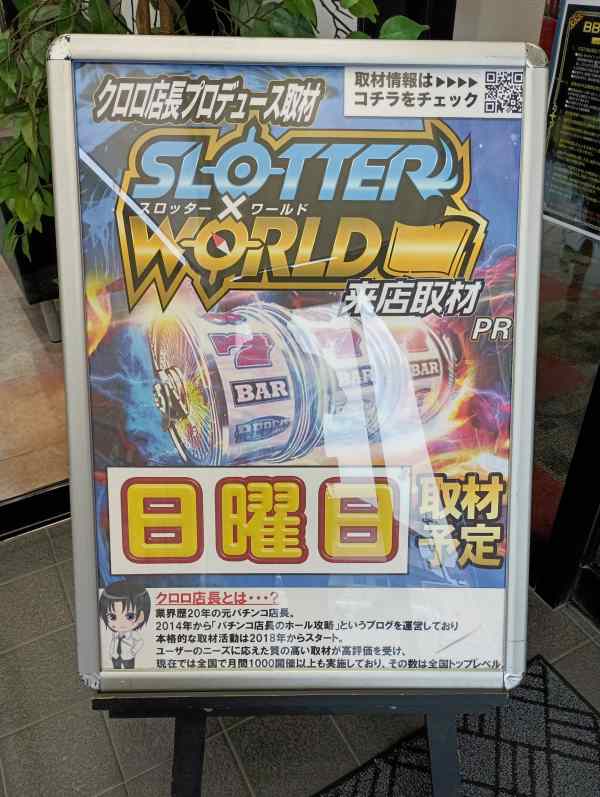 クロロ店長プロデュース取材
取材情報は▶▶▶▶
コチラをチェック
SLOTTER
スロッター×ワールド
WORLD
来店取材
PR
7
BAR
BAR
日曜日
取材
予定
クロロ店長とは・・・?
業界歴20年の元パチンコ店長。
2014年から「パチンコ店長のホール攻略」というブログを運営しており
本格的な取材活動は2018年からスタート。
ユーザーのニーズに応えた質の高い取材が高評価を受け、
現在では全国で月間1000開催以上も実施しており、その数は全国トップレベル